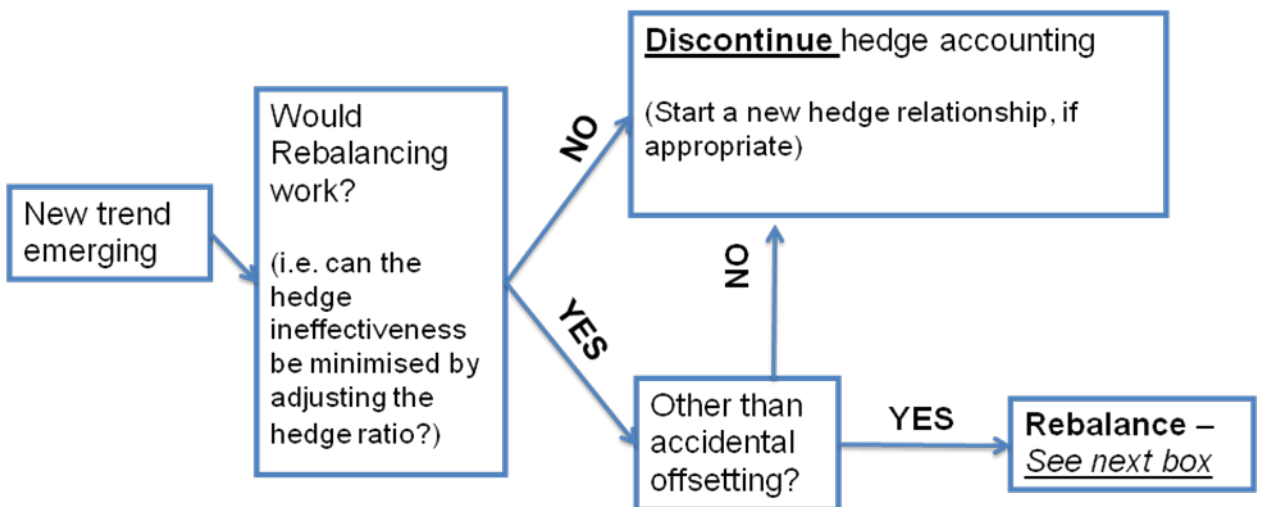 New trend
emerging
Would
Rebalancing
work?
(i.e. can the
hedge
ineffectiveness
be minimised by
adjusting the
hedge ratio?)
NO
Discontinue hedge accounting
(Start a new hedge relationship, if
appropriate)
YES
NO
Other than
accidental
offsetting?
YES
Rebalance –
See next box